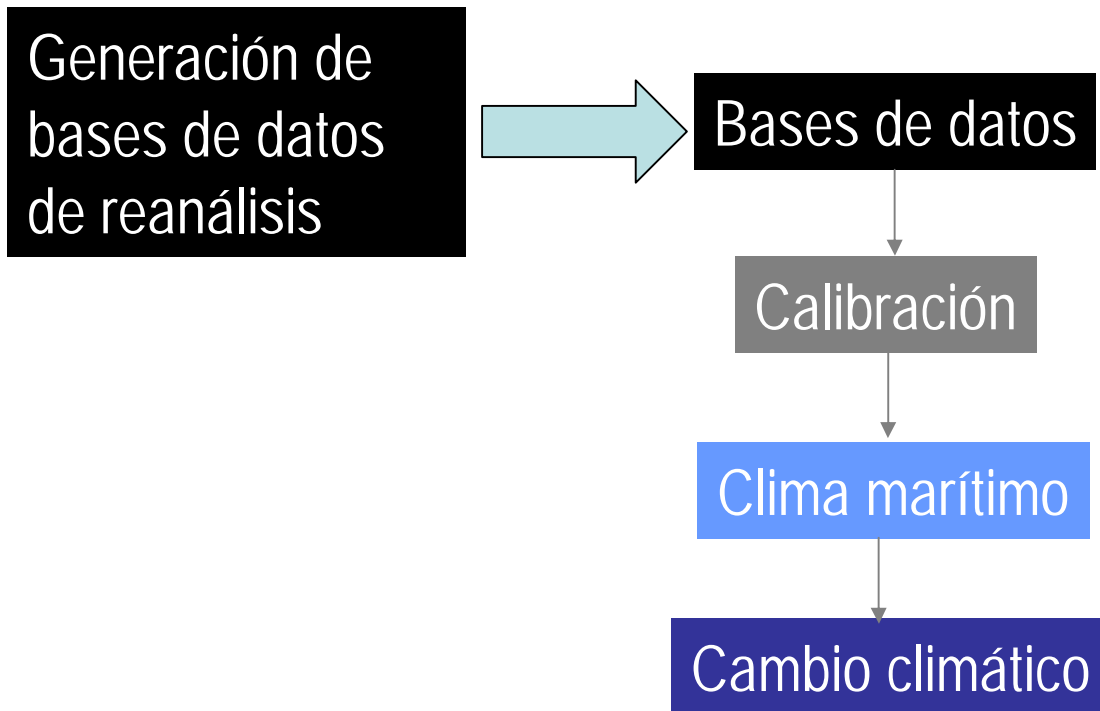 Generación de
bases de datos
de reanálisis
Bases de datos
Calibración
Clima marítimo
Cambio climático